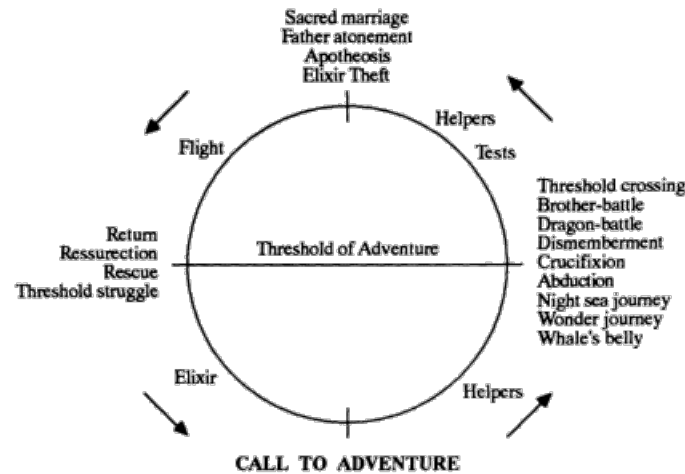 Sacred marriage
Father atonement
Apotheosis
Elixir Theft
Helpers
Tests
Flight
Threshold crossing
Brother-battle
Dragon-battle
Dismemberment
Crucifixion
Abduction
Night sea journey
Wonder journey
Whale's belly
Threshold of Adventure
Return
Ressurection
Rescue
Threshold struggle
Elixir
Helpers
CALL TO ADVENTURE